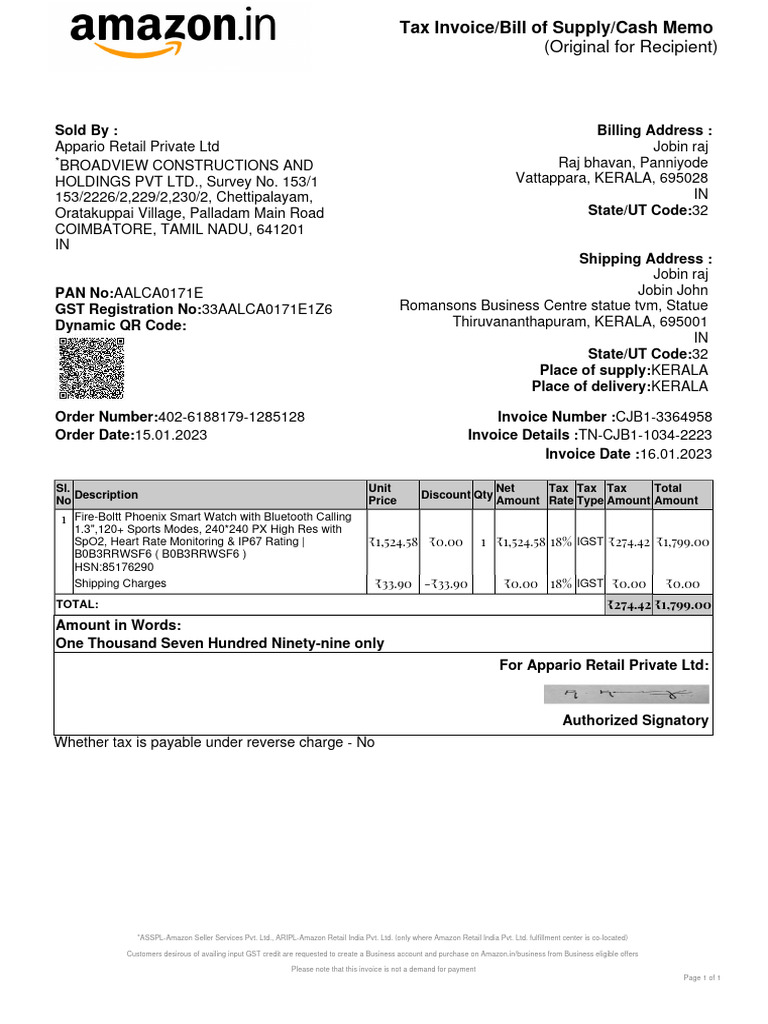 amazon.in
Tax Invoice/Bill of Supply/Cash Memo
(Original for Recipient)
Sold By :
Appario Retail Private Ltd
*BROADVIEW CONSTRUCTIONS AND
HOLDINGS PVT LTD., Survey No. 153/1
153/2226/2,229/2,230/2, Chettipalayam,
Oratakuppai Village, Palladam Main Road
COIMBATORE, TAMIL NADU, 641201
IN
PAN No:AALCA0171E
GST Registration No:33AALCA0171E1Z6
Dynamic QR Code:
Billing Address :
Jobin raj
Raj bhavan, Panniyode
Vattappara, KERALA, 695028
IN
State/UT Code:32
Shipping Address :
Jobin raj
Jobin John
Romansons Business Centre statue tvm, Statue
Thiruvananthapuram, KERALA, 695001
IN
State/UT Code:32
Place of supply:KERALA
Place of delivery:KERALA
Order Number:402-6188179-1285128
Order Date:15.01.2023
Invoice Number :CJB1-3364958
Invoice Details :TN-CJB1-1034-2223
Invoice Date :16.01.2023
Sl. No Description Unit Price Discount Qty Net Amount Tax Rate Tax Type Tax Amount Total Amount
1 Fire-Boltt Phoenix Smart Watch with Bluetooth Calling
1.3",120+ Sports Modes, 240*240 PX High Res with
SpO2, Heart Rate Monitoring & IP67 Rating | ₹1,524.58 ₹0.00 1 ₹1,524.58 18% IGST ₹274.42 ₹1,799.00
B0B3RRWSF6 ( B0B3RRWSF6 )
HSN:85176290
Shipping Charges ₹33.90 -₹33.90 ₹0.00 18% IGST ₹0.00 ₹0.00
TOTAL: ₹274.42 ₹1,799.00
Amount in Words:
One Thousand Seven Hundred Ninety-nine only
For Appario Retail Private Ltd:
Authorized Signatory
Whether tax is payable under reverse charge - No
*ASSPL-Amazon Seller Services Pvt. Ltd., ARIPL-Amazon Retail India Pvt. Ltd. (only where Amazon Retail India Pvt. Ltd. fulfillment center is co-located)
Customers desirous of availing input GST credit are requested to create a Business account and purchase on Amazon.in/business from Business eligible offers
Please note that this invoice is not a demand for payment
Page 1 of 1